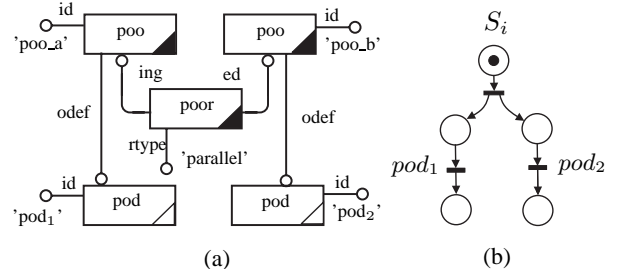 id
id
S_i
poo
poo
'poo_a'
'poo_b'
ing
ed
poor
odef
odef
rtype
'parallel'
pod₁
pod₂
id
id
pod
pod
'pod₁'
'pod₂'
(a)
(b)